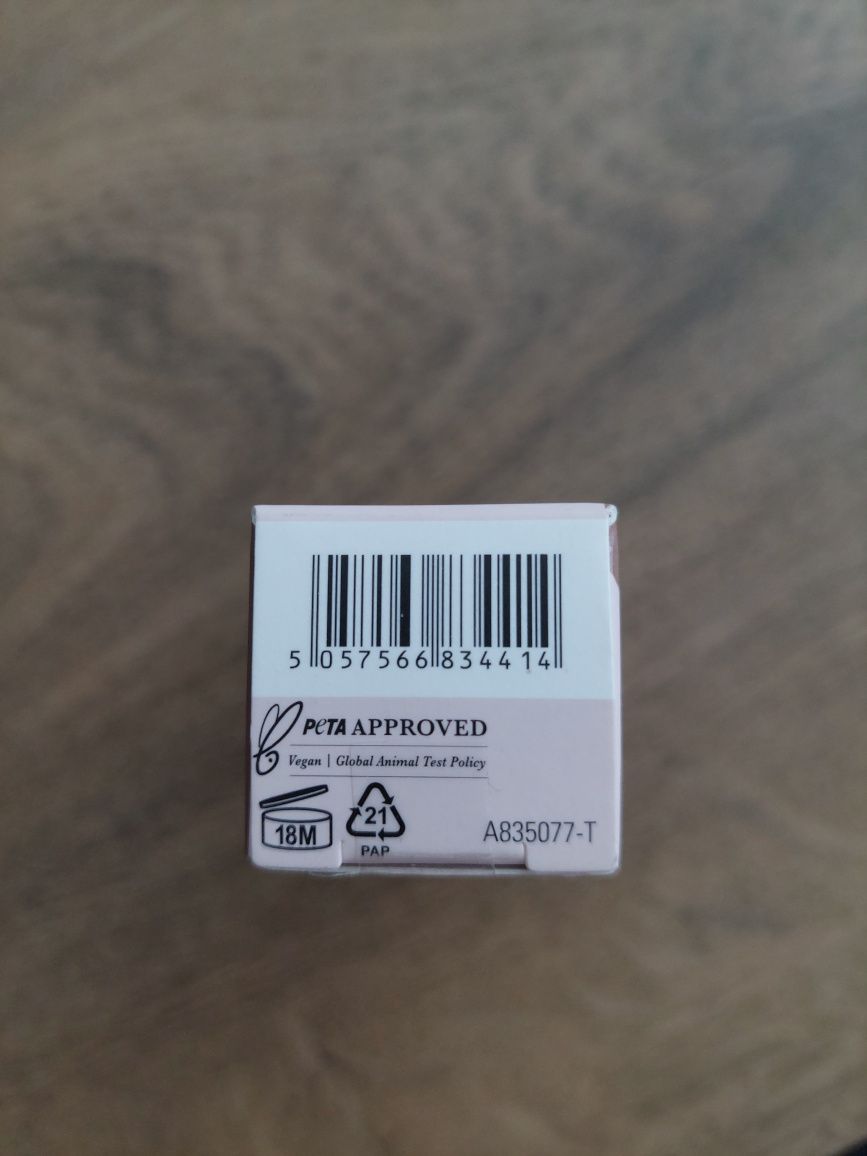 5 057566 834414
PETA APPROVED
Vegan | Global Animal Test Policy
18M
21
PAP
A835077-T